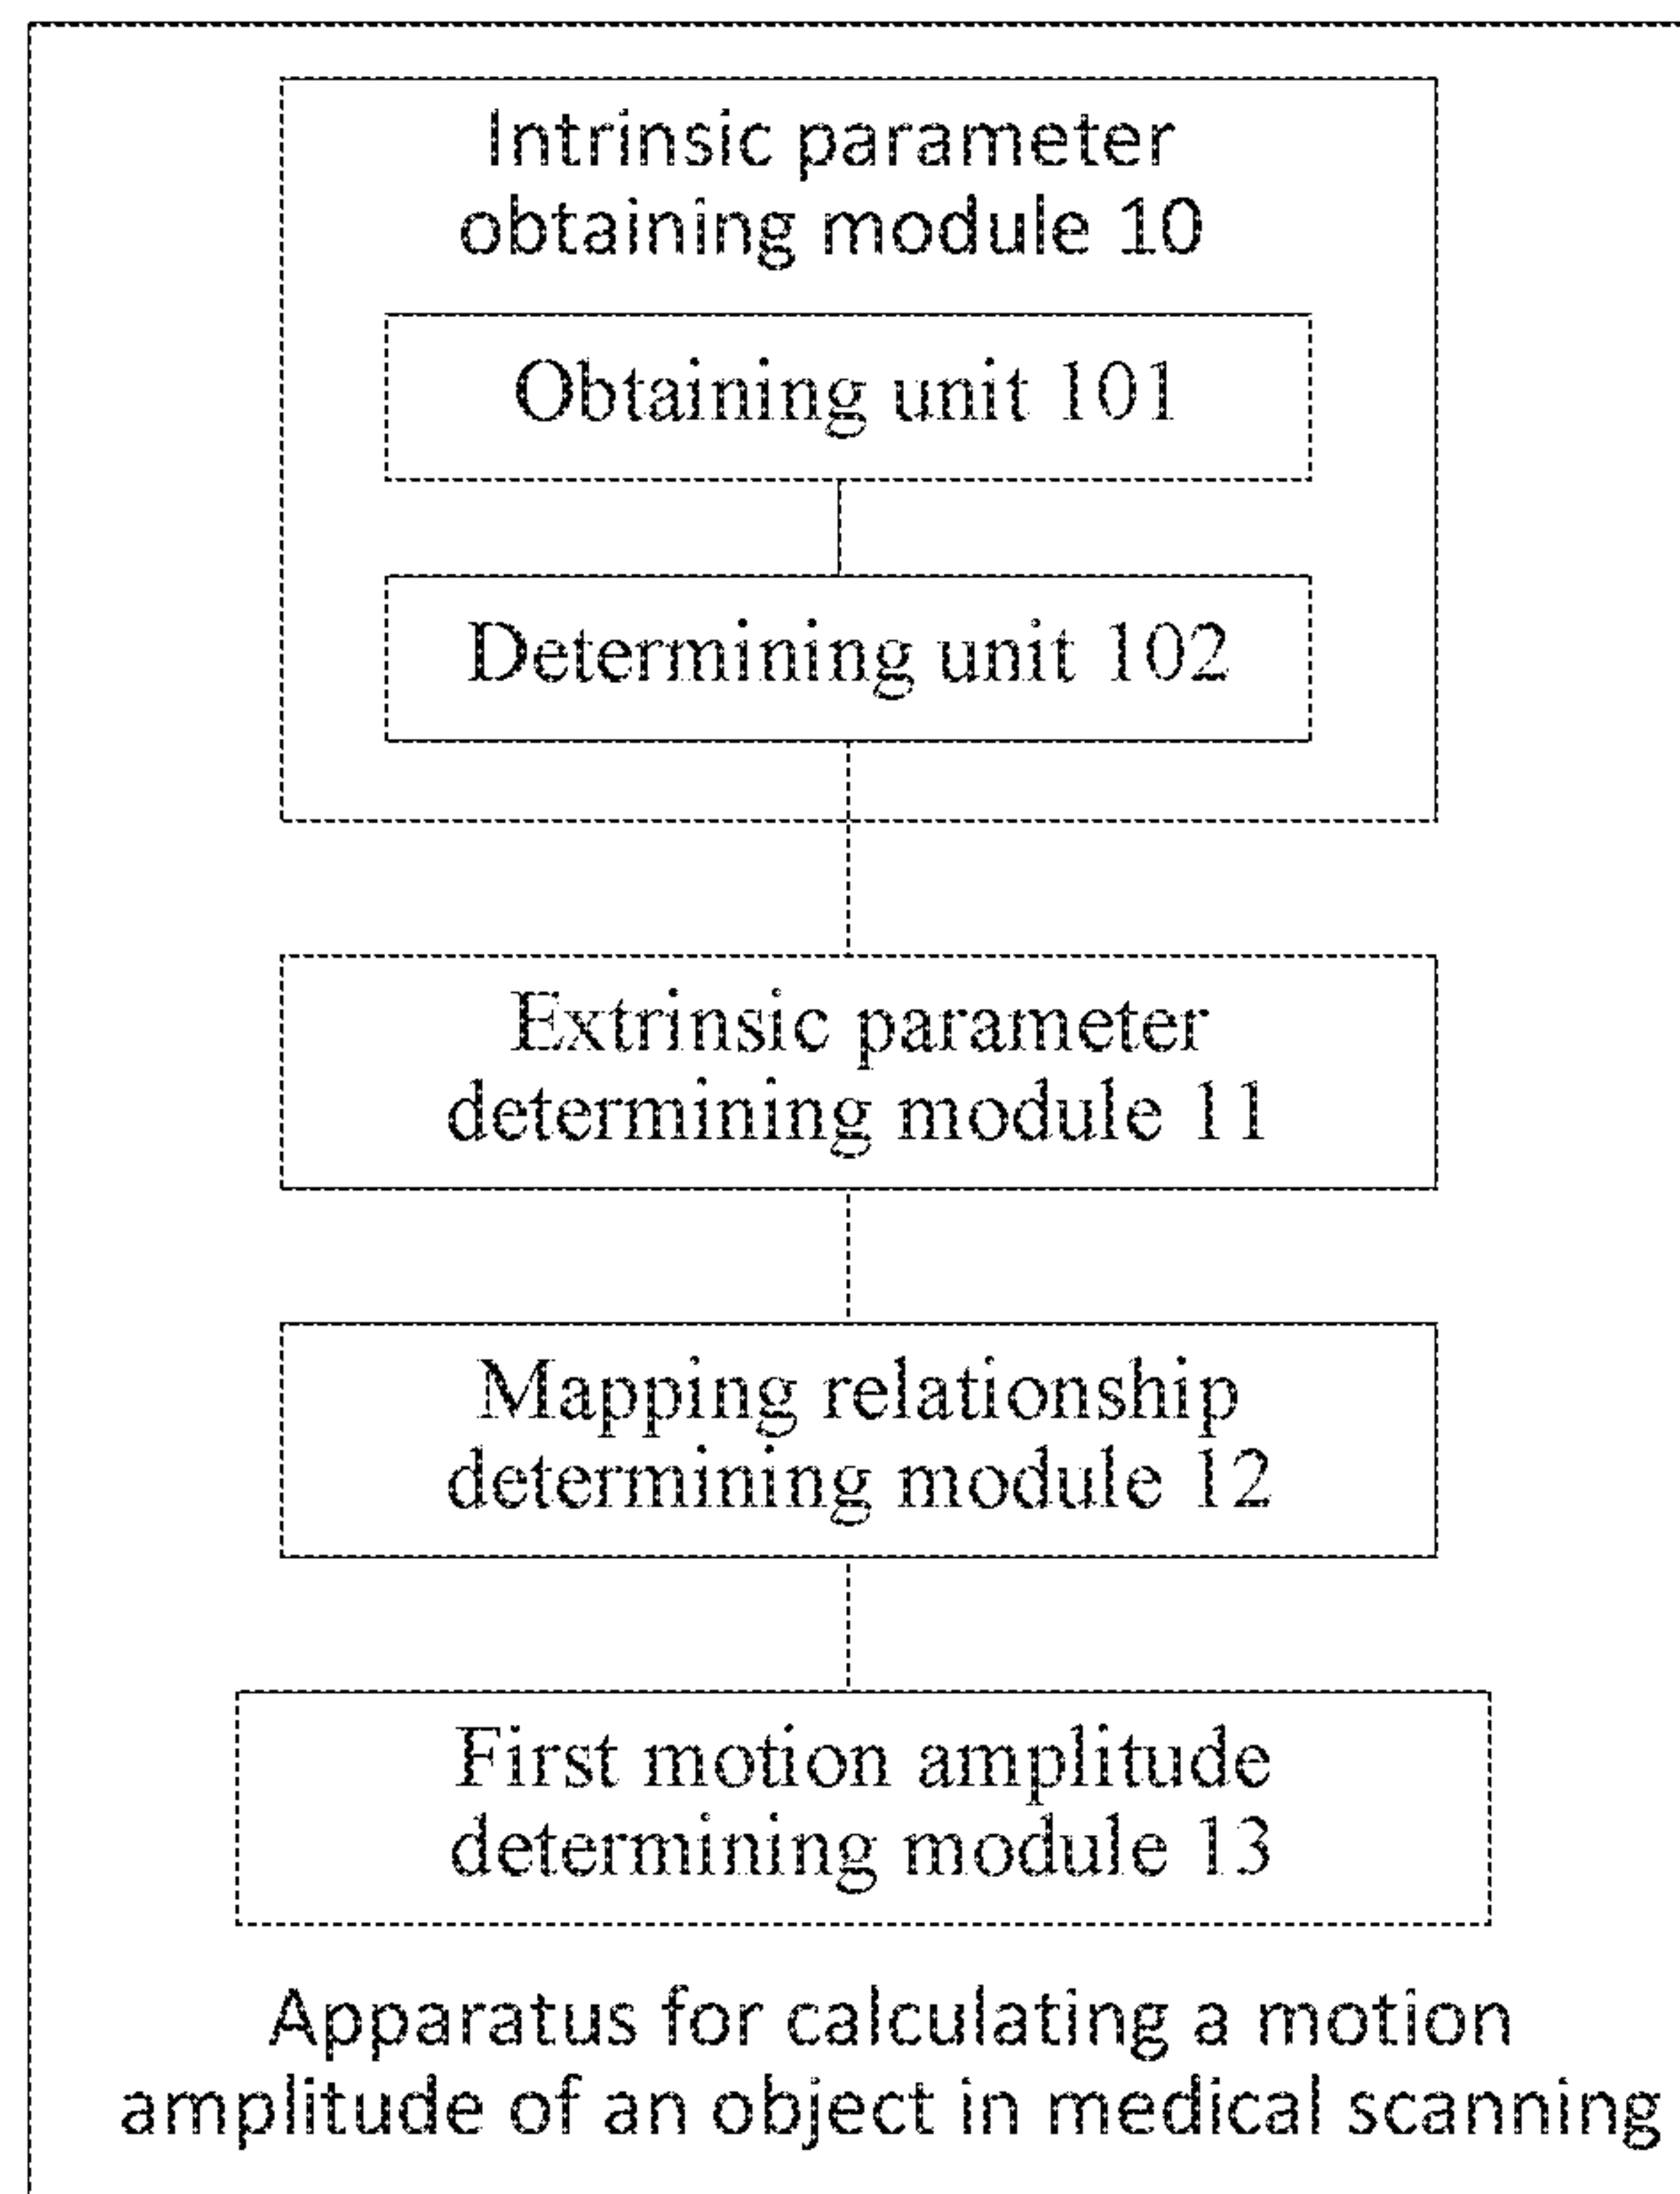 Intrinsic parameter
obtaining module 10
Obtaining unit 101
Determining unit 102
Extrinsic parameter
determining module 11
Mapping relationship
determining module 12
First motion amplitude
determining module 13
Apparatus for calculating a motion
amplitude of an object in medical scanning